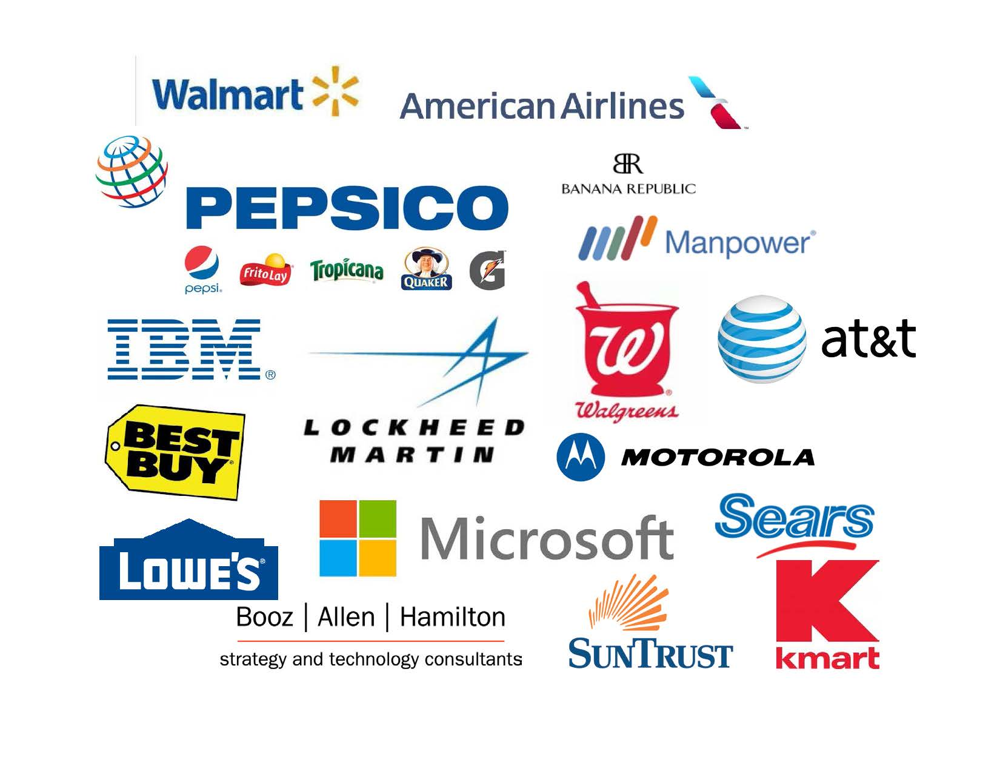 Walmart
American Airlines
™
BR
BANANA REPUBLIC
PEPSICO
Manpower®
pepsi®
FritoLay®
Tropicana
QUAKER
G
W
®
Walgreens
at&t
IBM®
LOCKHEED
MARTIN
BEST
BUY®
M MOTOROLA
Sears
Microsoft
LOWE'S®
K
kmart
Booz | Allen | Hamilton
strategy and technology consultants
SUNTRUST